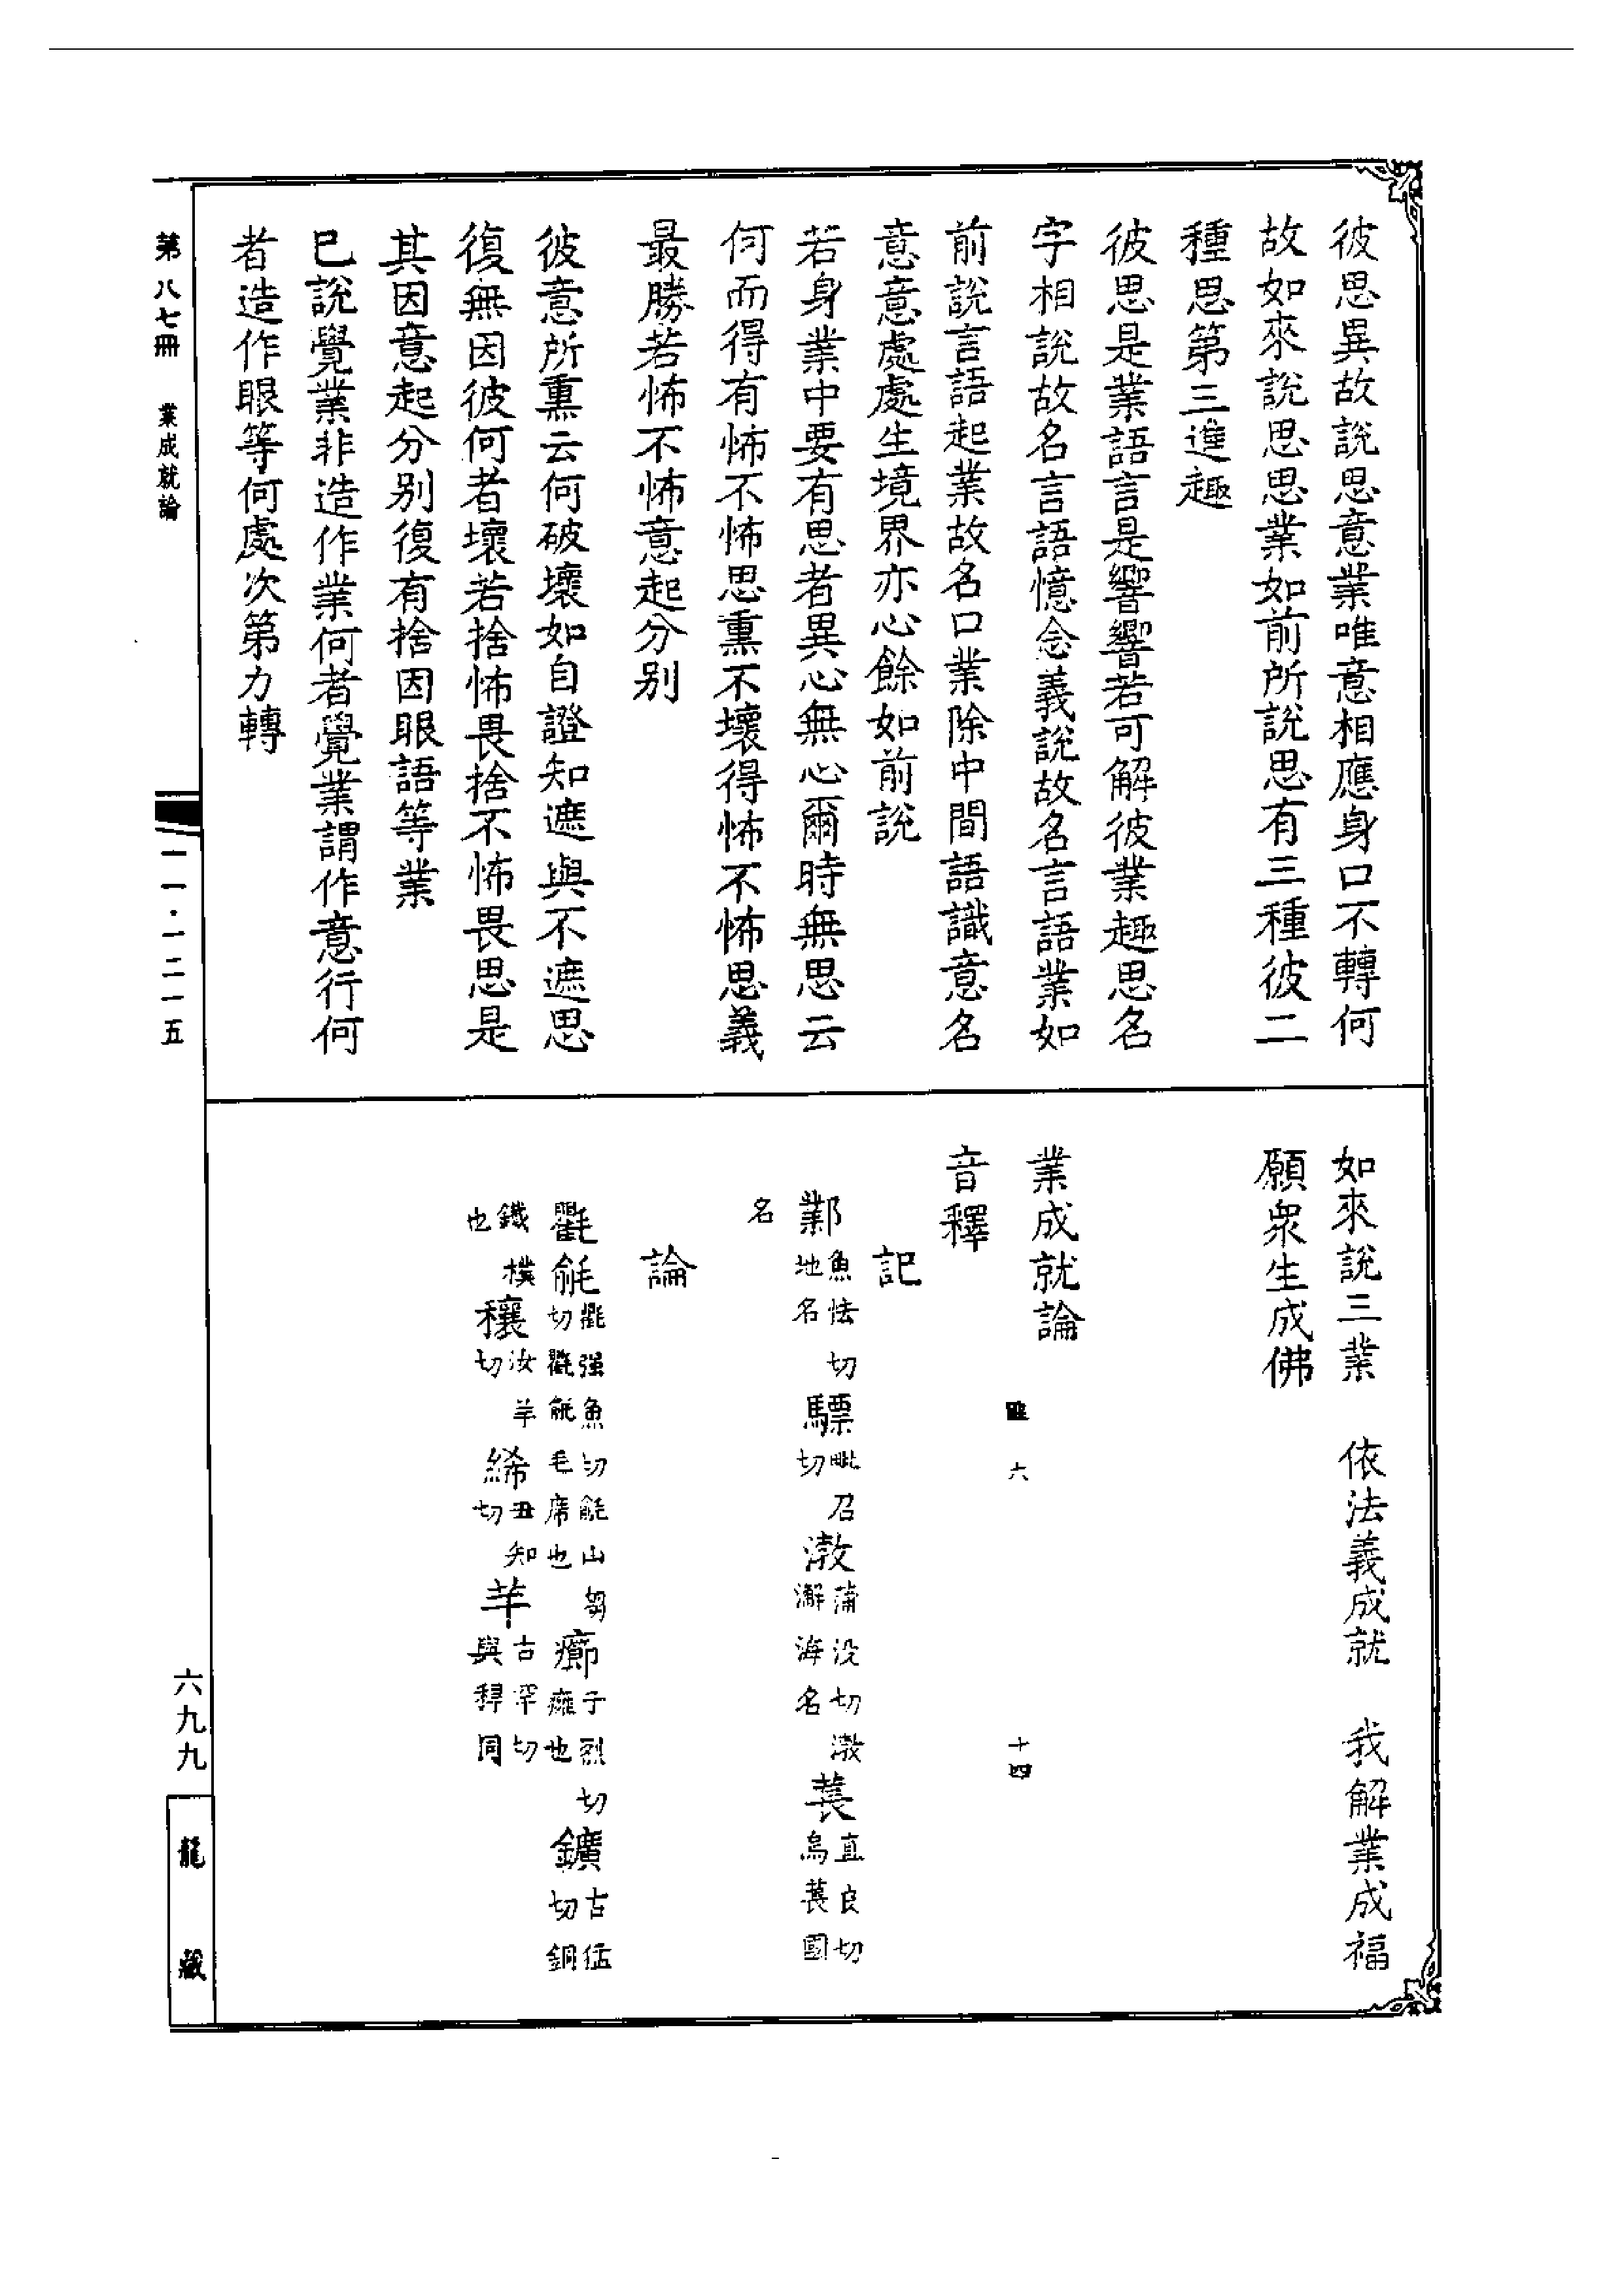 彼思異故說思意業唯意相應身口不轉何
故如來說思思業如前所說思有三種彼二
種思第三進趣
彼思是業語言是響響若可解彼業趣思名
字相說故名言語憶念義說故名言語業如
前說言語起業故名口業除中間語識意名
意意處處生境界亦心餘如前說
若身業中要有思者異心無心爾時無思云
何而得有怖不怖思熏不壞得怖不怖思義
最勝若怖不怖意起分別
彼意所熏云何破壞如自證知遮與不遮思
復無因彼何者壞若捨怖畏捨不怖畏思是
其因意起分別復有捨因眼語等業
已說覺業非造作業何者覺業謂作意行何
者造作眼等何處次第力轉
如來說三業　依法義成就　我解業成福
願衆生成佛
業成就論
六　十四
音釋
記
鄴魚怯切地名驃毗召切漵蒲没切漵澥海名萇直良切烏萇國
名
論
氍毹氍强魚切毹山芻切氍毹毛席也癤子烈切癰也鑛古猛切銅
鐵樸也穰汝羊切絺丑知切羊古罕切與稈同
第八七冊　業成就論
一一·一二一五
六九九
龍藏